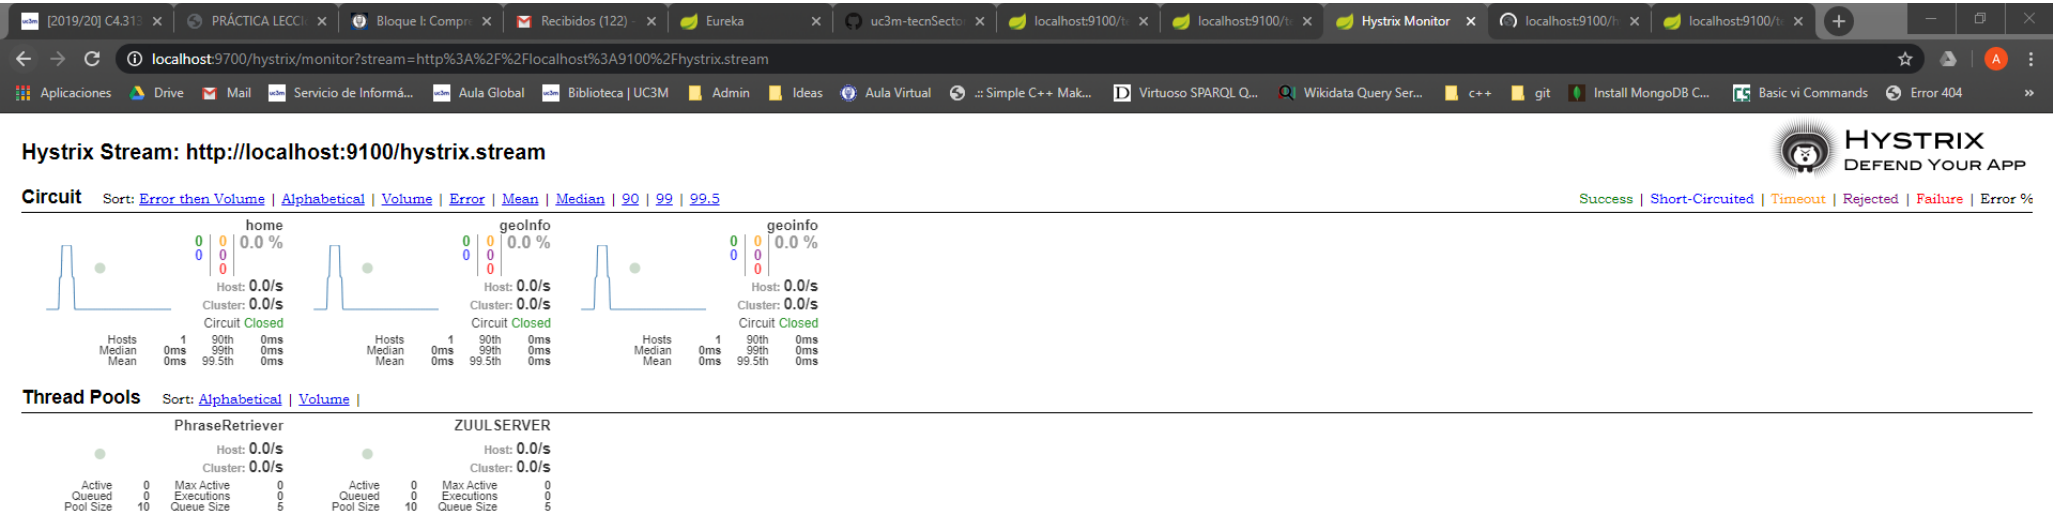 [2019/20] C4.313
PRÁCTICA LECCI
Bloque I: Compre
Recibidos (122) -
Eureka
uc3m-tecnSector
localhost:9100/te
localhost:9100/te
Hystrix Monitor
localhost:9100/h
localhost:9100/te
localhost:9700/hystrix/monitor?stream=http%3A%2F%2Flocalhost%3A9100%2Fhystrix.stream
A
Aplicaciones Drive Mail uc3m Servicio de Informá... uc3m Aula Global uc3m Biblioteca | UC3M Admin Ideas Aula Virtual .:: Simple C++ Mak... Virtuoso SPARQL Q... Wikidata Query Ser... c++ git Install MongoDB C... Basic vi Commands Error 404 »
Hystrix Stream: http://localhost:9100/hystrix.stream
HYSTRIX
DEFEND YOUR APP
Circuit Sort: Error then Volume | Alphabetical | Volume | Error | Mean | Median | 90 | 99 | 99.5
Success | Short-Circuited | Timeout | Rejected | Failure | Error %
home
0 | 0 | 0.0 %
0 | 0
0
Host: 0.0/s
Cluster: 0.0/s
Circuit Closed
Hosts 1 90th 0ms
Median 0ms 99th 0ms
Mean 0ms 99.5th 0ms
geoInfo
0 | 0 | 0.0 %
0 | 0
0
Host: 0.0/s
Cluster: 0.0/s
Circuit Closed
Hosts 1 90th 0ms
Median 0ms 99th 0ms
Mean 0ms 99.5th 0ms
geoinfo
0 | 0 | 0.0 %
0 | 0
0
Host: 0.0/s
Cluster: 0.0/s
Circuit Closed
Hosts 1 90th 0ms
Median 0ms 99th 0ms
Mean 0ms 99.5th 0ms
Thread Pools Sort: Alphabetical | Volume |
PhraseRetriever
Host: 0.0/s
Cluster: 0.0/s
Active 0 Max Active 0
Queued 0 Executions 0
Pool Size 10 Queue Size 5
ZUULSERVER
Host: 0.0/s
Cluster: 0.0/s
Active 0 Max Active 0
Queued 0 Executions 0
Pool Size 10 Queue Size 5